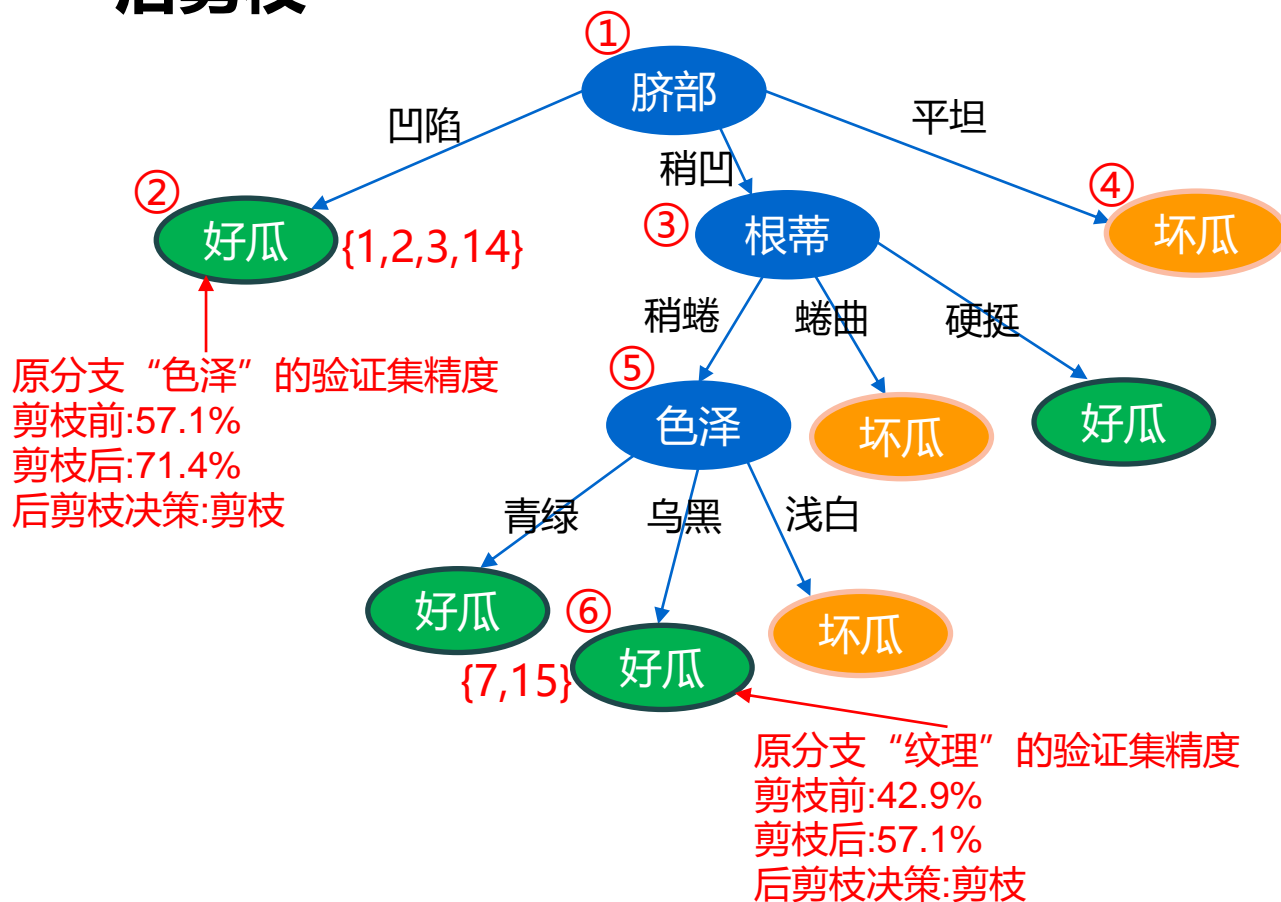 后剪枝
①
脐部
凹陷
稍凹
平坦
②
好瓜
{1,2,3,14}
③
根蒂
④
坏瓜
稍蜷
蜷曲
硬挺
原分支“色泽”的验证集精度
剪枝前:57.1%
剪枝后:71.4%
后剪枝决策:剪枝
⑤
色泽
坏瓜
好瓜
青绿
乌黑
浅白
好瓜
⑥
好瓜
{7,15}
坏瓜
原分支“纹理”的验证集精度
剪枝前:42.9%
剪枝后:57.1%
后剪枝决策:剪枝